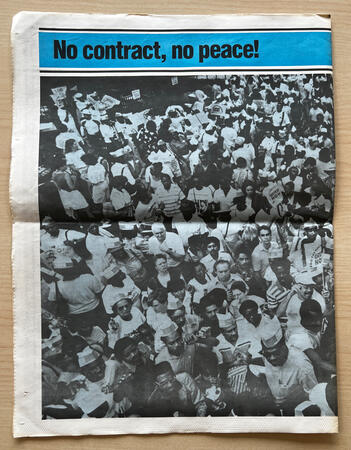 No contract, no peace!